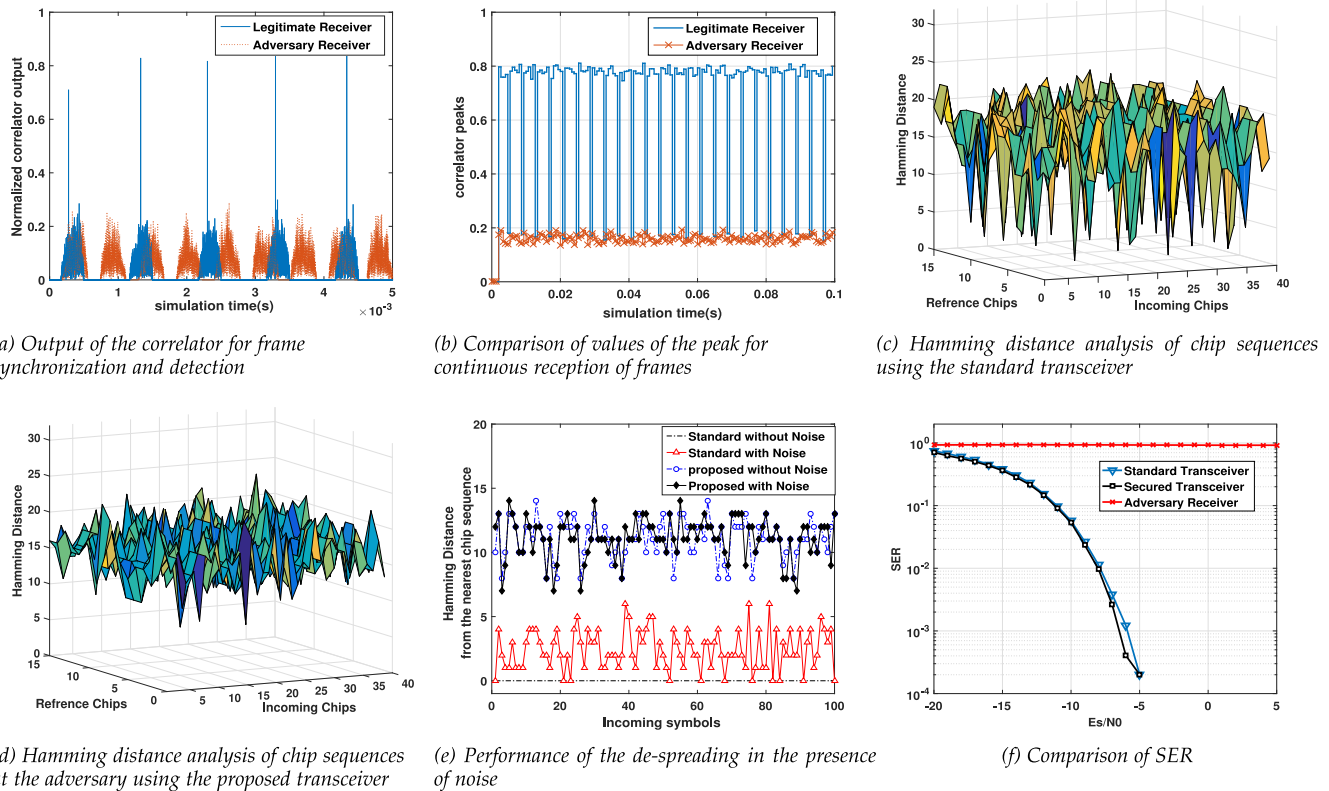 1
0.8
0.6
0.4
0.2
0
Normalized correlator output
Legitimate Receiver
Adversary Receiver
0 1 2 3 4 5
simulation time(s)
×10-3
a) Output of the correlator for frame
ynchronization and detection
1
0.8
0.6
0.4
0.2
0
correlator peaks
Legitimate Receiver
Adversary Receiver
0.02 0.04 0.06 0.08 0.1
simulation time(s)
(b) Comparison of values of the peak for
continuous reception of frames
30
25
20
15
10
5
0
Hamming Distance
15
10
5
0
Refrence Chips
5 10 15 20 25 30 35 40
Incoming Chips
(c) Hamming distance analysis of chip sequences
using the standard transceiver
30
25
20
15
10
5
0
Hamming Distance
15
10
5
0
Refrence Chips
5 10 15 20 25 30 35 40
Incoming Chips
d) Hamming distance analysis of chip sequences
t the adversary using the proposed transceiver
20
15
10
5
0
Hamming Distance
from the nearest chip sequence
Standard without Noise
Standard with Noise
proposed without Noise
Proposed with Noise
0 20 40 60 80 100
Incoming symbols
(e) Performance of the de-spreading in the presence
of noise
100
10-1
10-2
10-3
10-4
SER
Standard Transceiver
Secured Transceiver
Adversary Receiver
-20 -15 -10 -5 0 5
Es/N0
(f) Comparison of SER